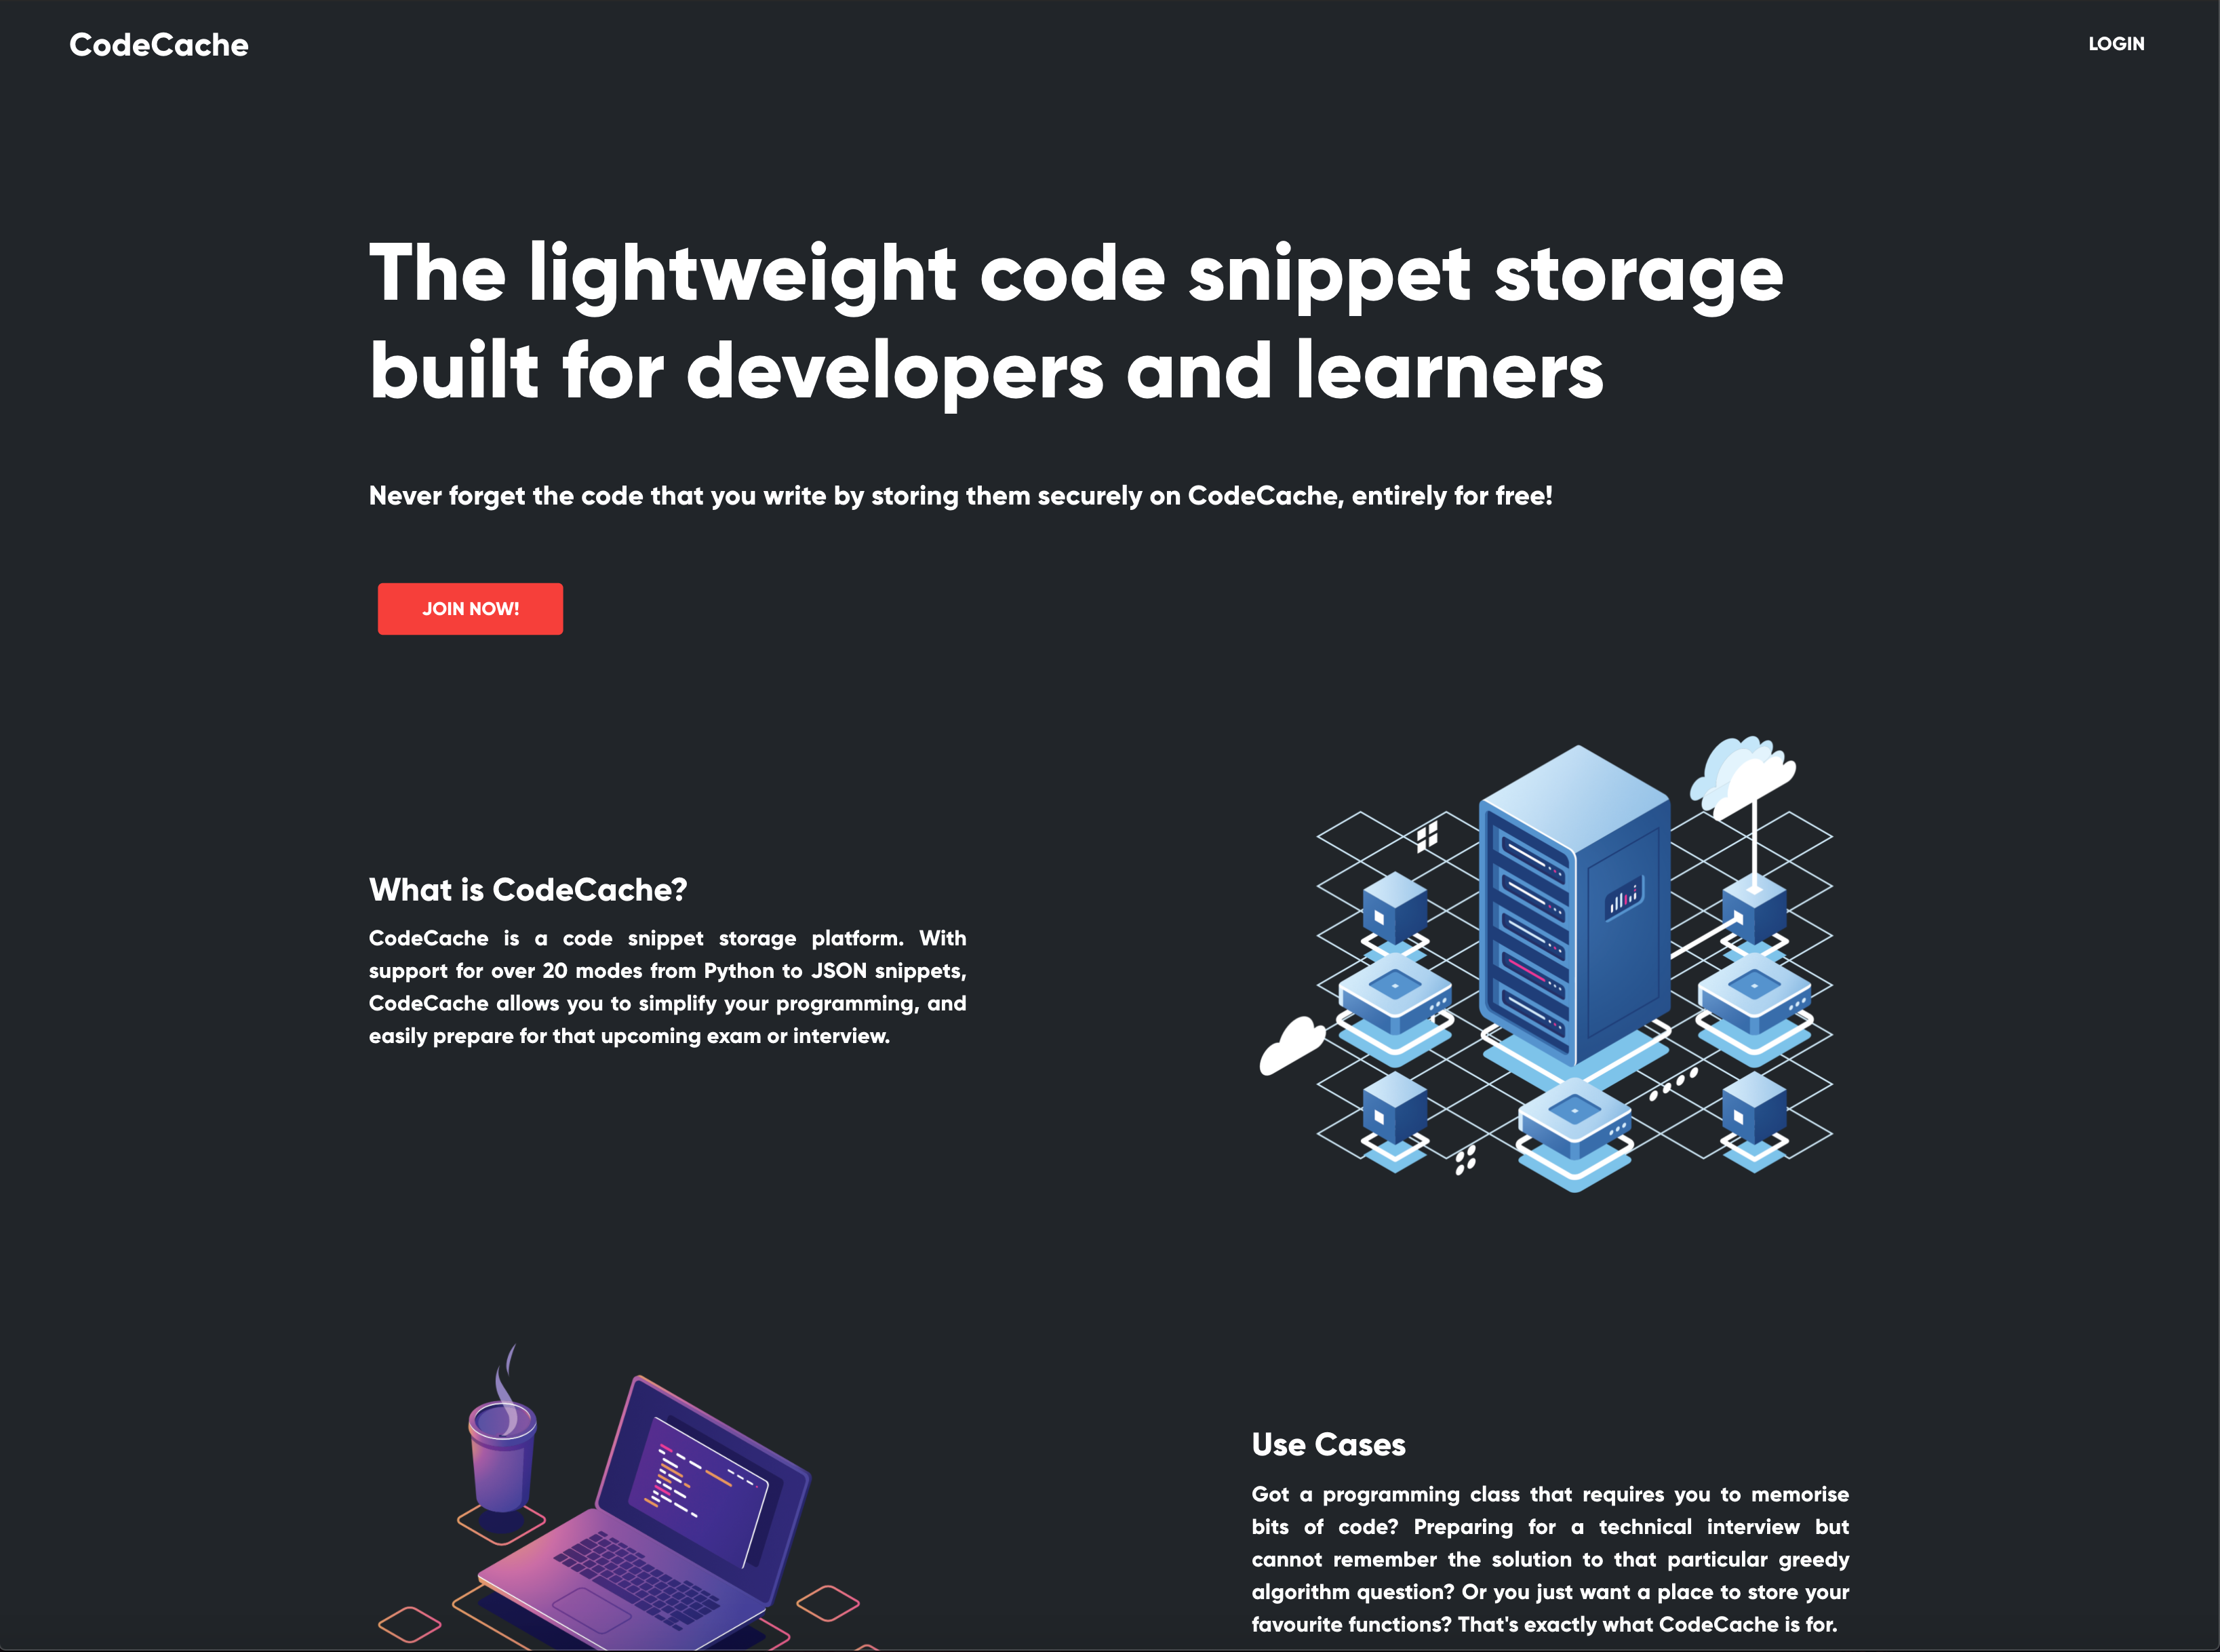 CodeCache
LOGIN
The lightweight code snippet storage
built for developers and learners
Never forget the code that you write by storing them securely on CodeCache, entirely for free!
JOIN NOW!
What is CodeCache?
CodeCache is a code snippet storage platform. With
support for over 20 modes from Python to JSON snippets,
CodeCache allows you to simplify your programming, and
easily prepare for that upcoming exam or interview.
Use Cases
Got a programming class that requires you to memorise
bits of code? Preparing for a technical interview but
cannot remember the solution to that particular greedy
algorithm question? Or you just want a place to store your
favourite functions? That's exactly what CodeCache is for.